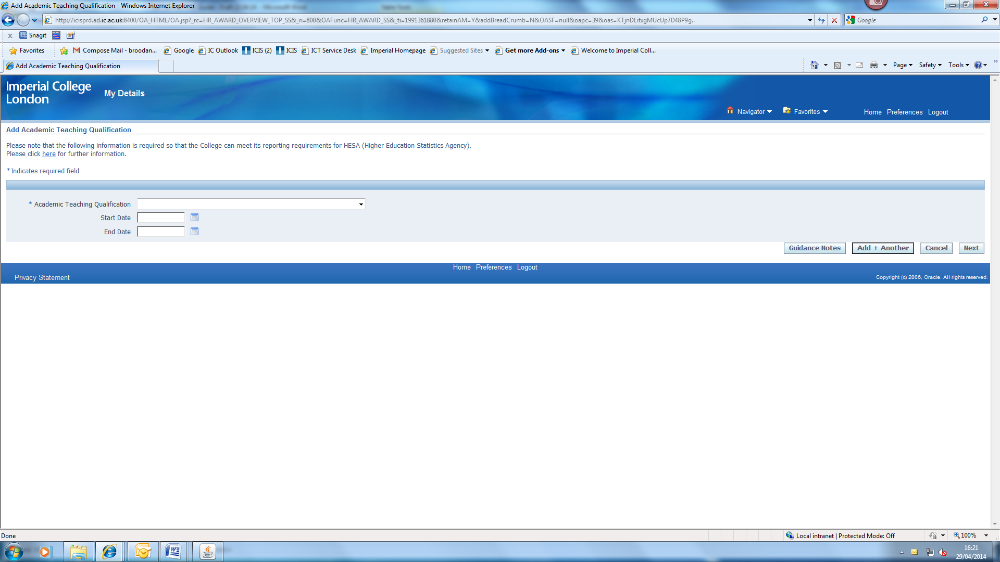 Add Academic Teaching Qualification - Windows Internet Explorer
http://icisprd.ad.ic.ac.uk:8400/OA_HTML/OA.jsp?_rc=HR_AWARD_OVERVIEW_TOP_SS&_ri=800&OAFunc=HR_AWARD_SS&_ti=1991361880&retainAM=Y&addBreadCrumb=N&OASF=null&oapc=39&oas=KTjnDLitxgMUcUp7D48P9g..
Google
x Snagit
Favorites Compose Mail - broodan... Google IC Outlook ICIS (2) ICIS ICT Service Desk Imperial Homepage Suggested Sites Get more Add-ons Welcome to Imperial Coll...
Add Academic Teaching Qualification Page Safety Tools
Imperial College
London
My Details
Navigator Favorites Home Preferences Logout
Add Academic Teaching Qualification
Please note that the following information is required so that the College can meet its reporting requirements for HESA (Higher Education Statistics Agency).
Please click here for further information.
* Indicates required field
* Academic Teaching Qualification
Start Date
End Date
Guidance Notes Add + Another Cancel Next
Home Preferences Logout
Privacy Statement
Copyright (c) 2006, Oracle. All rights reserved.
Done Local intranet | Protected Mode: Off 100%
16:21
29/04/2014